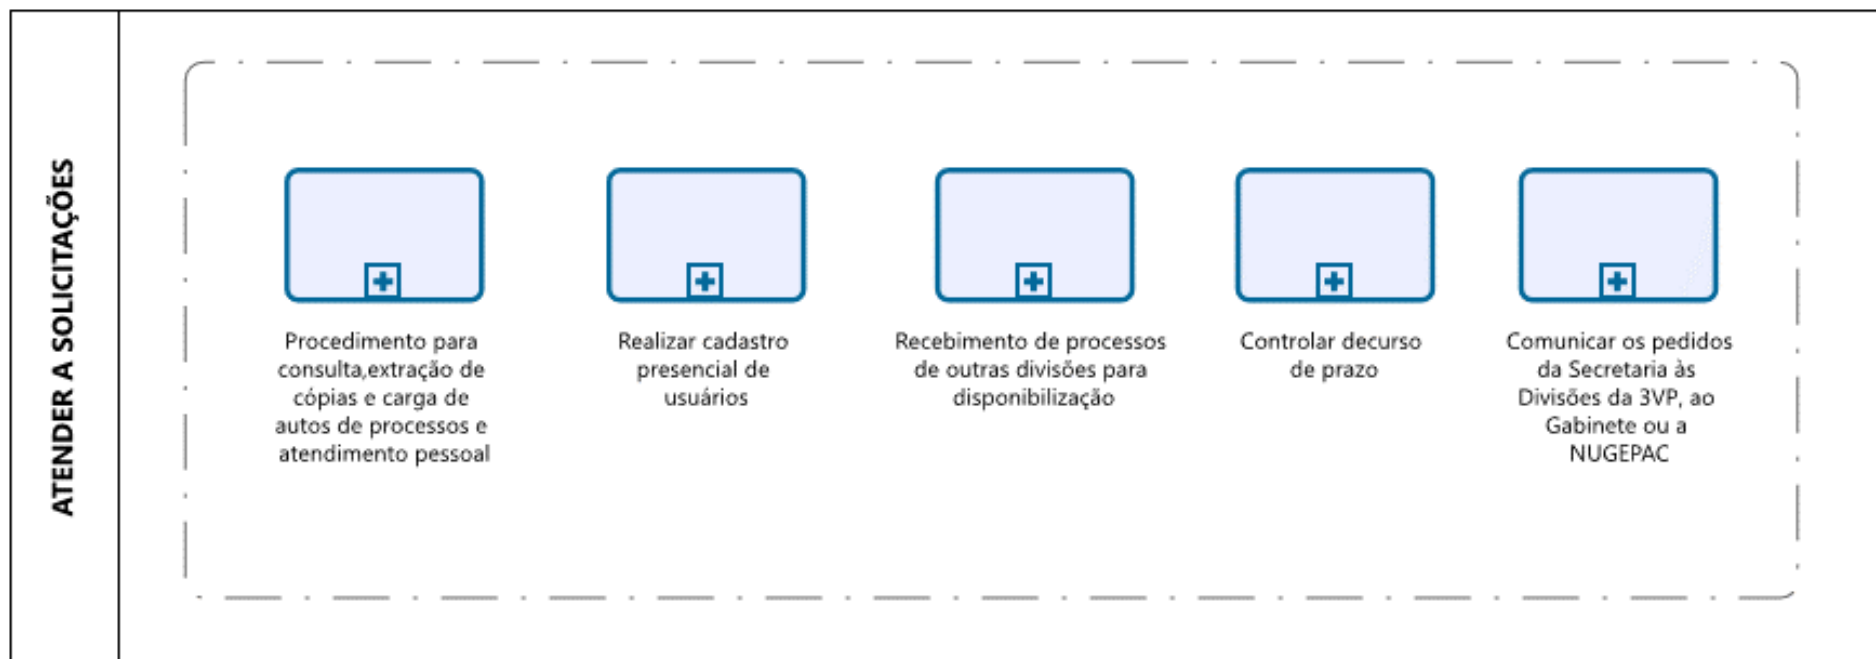 ATENDER A SOLICITAÇÕES
Procedimento para
consulta,extração de
cópias e carga de
autos de processos e
atendimento pessoal
Realizar cadastro
presencial de
usuários
Recebimento de processos
de outras divisões para
disponibilização
Controlar decurso
de prazo
Comunicar os pedidos
da Secretaria às
Divisões da 3VP, ao
Gabinete ou a
NUGEPAC